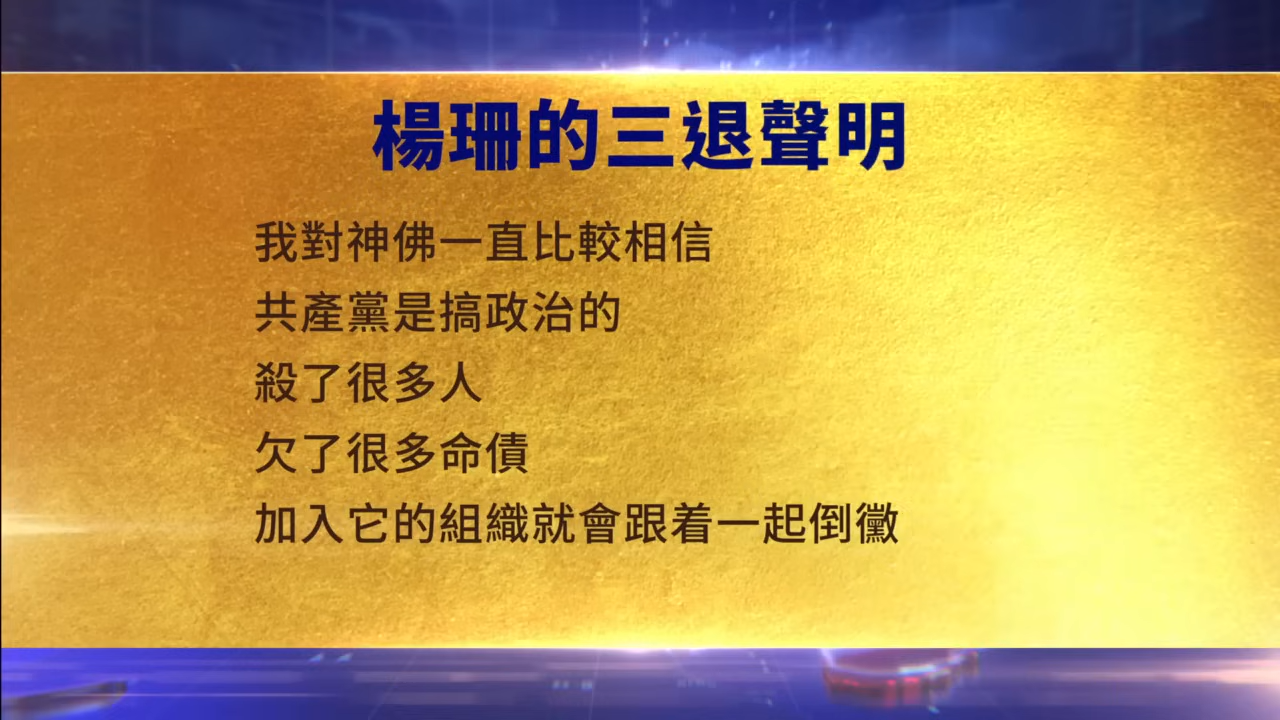 楊珊的三退聲明
我對神佛一直比較相信
共產黨是搞政治的
殺了很多人
欠了很多命債
加入它的組織就會跟着一起倒黴